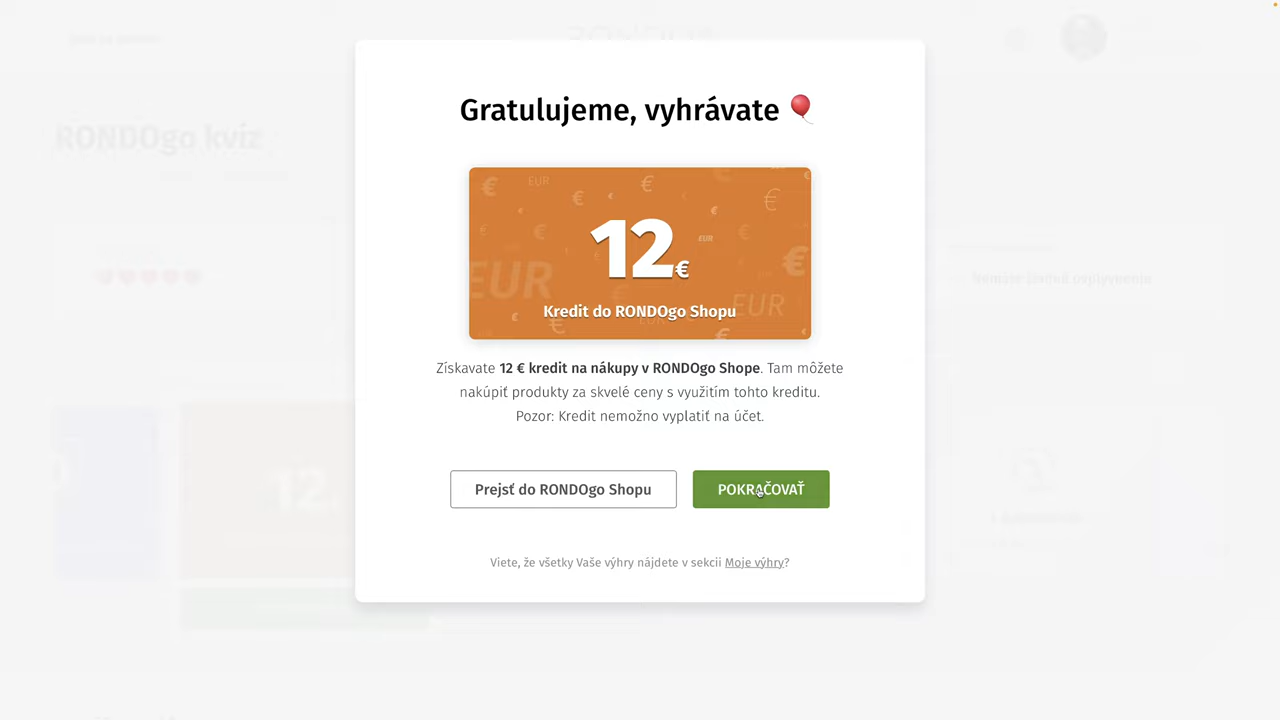 RONDOgo kvíz
Gratulujeme, vyhrávate
EUR
EUR
EUR
EUR
12€
Kredit do RONDOgo Shopu
Získavate 12 € kredit na nákupy v RONDOgo Shope. Tam môžete
nakúpiť produkty za skvelé ceny s využitím tohto kreditu.
Pozor: Kredit nemožno vyplatiť na účet.
12
Prejsť do RONDOgo Shopu
POKRAČOVAŤ
Viete, že všetky Vaše výhry nájdete v sekcii Moje výhry?